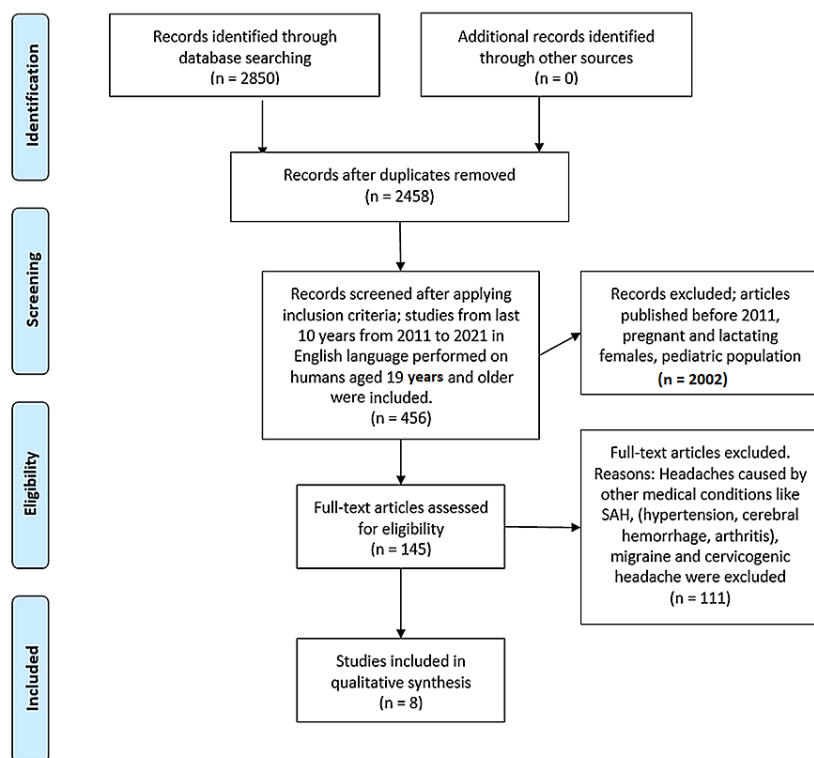 Identification
Records identified through
database searching
(n = 2850)
Additional records identified
through other sources
(n = 0)
Records after duplicates removed
(n = 2458)
Screening
Records screened after applying
inclusion criteria; studies from last
10 years from 2011 to 2021 in
English language performed on
humans aged 19 years and older
were included.
(n = 456)
Records excluded; articles
published before 2011,
pregnant and lactating
females, pediatric population
(n = 2002)
Eligibility
Full-text articles assessed
for eligibility
(n = 145)
Full-text articles excluded.
Reasons: Headaches caused by
other medical conditions like
SAH, (hypertension, cerebral
hemorrhage, arthritis),
migraine and cervicogenic
headache were excluded
(n = 111)
Included
Studies included in
qualitative synthesis
(n = 8)